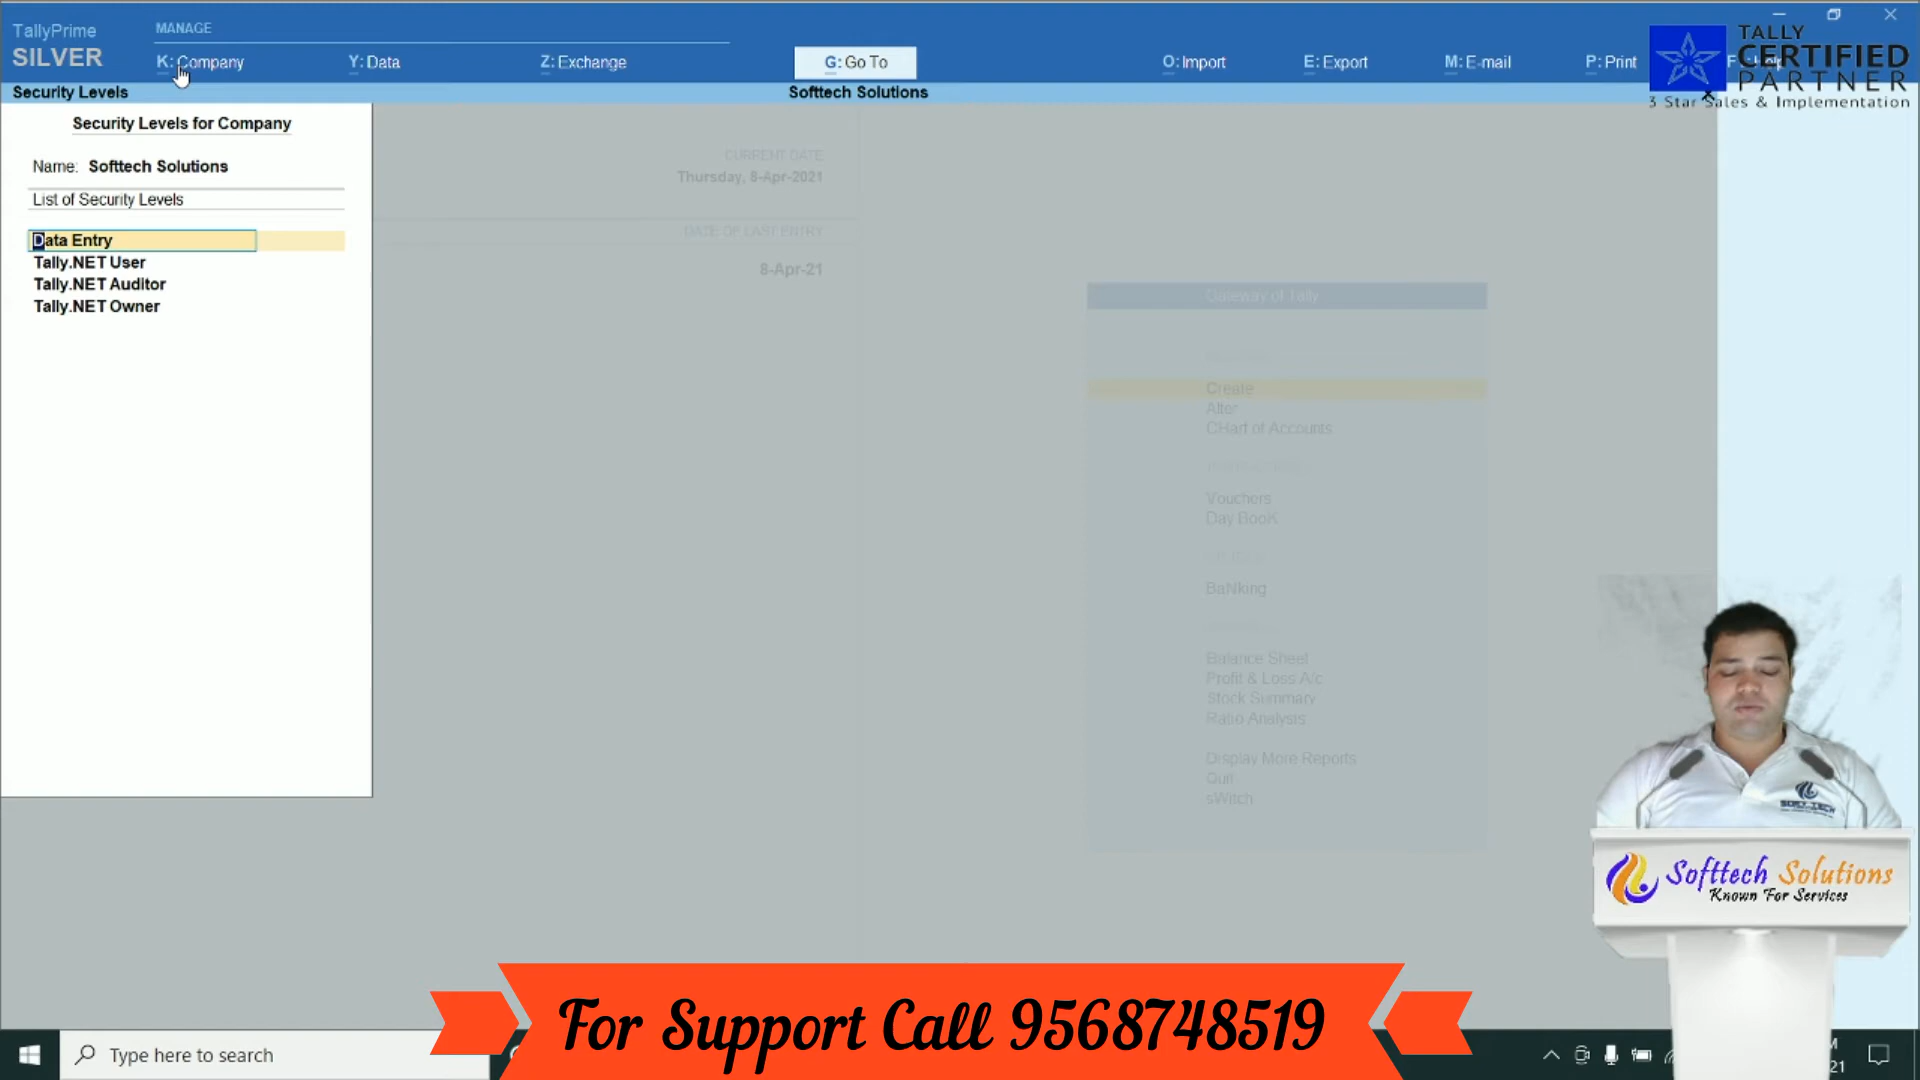 TallyPrime
SILVER
MANAGE
K: Company
Y: Data
Z: Exchange
G: Go To
O: Import
E: Export
M: E-mail
P: Print
TALLY
CERTIFIED
PARTNER
3 Star Sales & Implementation
Security Levels
Softtech Solutions
Security Levels for Company
Name: Softtech Solutions
List of Security Levels
Data Entry
Tally.NET User
Tally.NET Auditor
Tally.NET Owner
CURRENT DATE
Thursday, 8-Apr-2021
DATE OF LAST ENTRY
8-Apr-21
Gateway of Tally
Create
Alter
CHart of Accounts
Vouchers
Day BooK
BaNking
Balance Sheet
Profit & Loss A/c
Stock Summary
Ratio Analysis
Display More Reports
Quit
sWitch
Softtech Solutions
Known For Services
For Support Call 9568748519
Type here to search